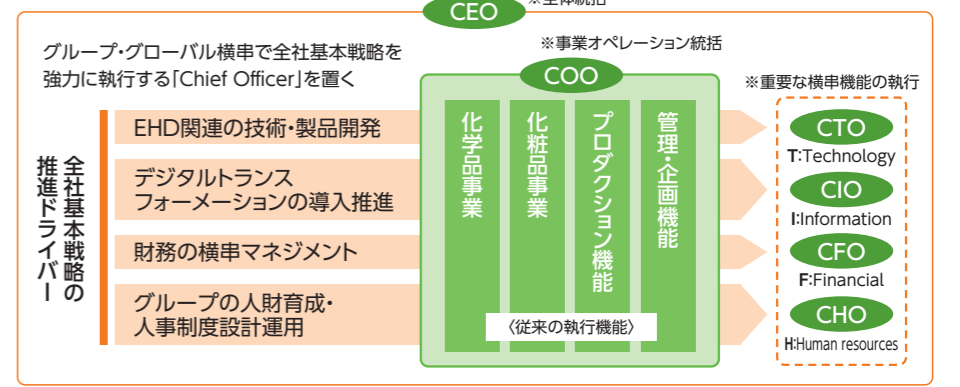 CEO
※全体統括
グループ・グローバル横串で全社基本戦略を
強力に執行する「Chief Officer」を置く
※事業オペレーション統括
COO
※重要な横串機能の執行
全社基本戦略の
推進ドライバー
EHD関連の技術・製品開発
デジタルトランス
フォーメーションの導入推進
財務の横串マネジメント
グループの人財育成・
人事制度設計運用
化学品事業
化粧品事業
プロダクション機能
管理・企画機能
〈従来の執行機能〉
CTO
T:Technology
CIO
I:Information
CFO
F:Financial
CHO
H:Human resources